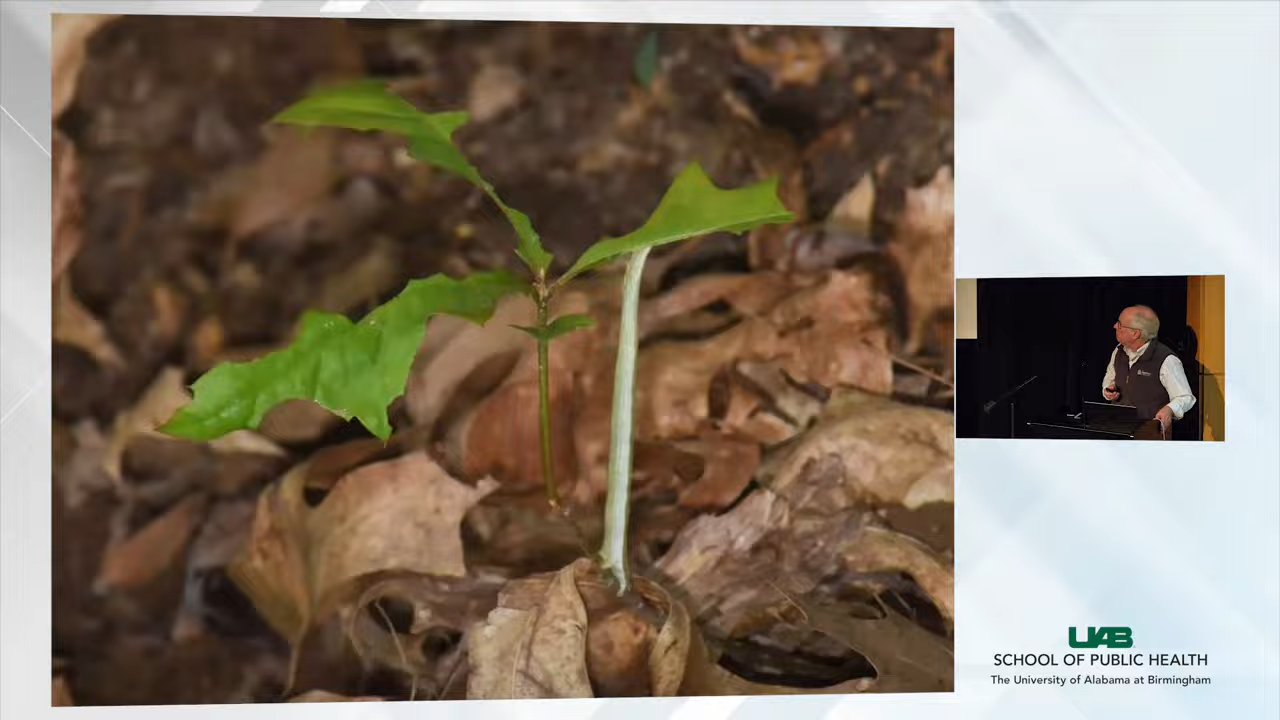 UAB
SCHOOL OF PUBLIC HEALTH
The University of Alabama at Birmingham